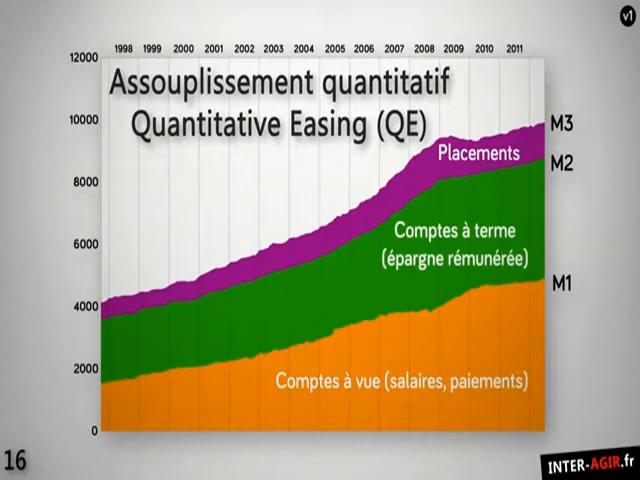 v1
1998 1999 2000 2001 2002 2003 2004 2005 2006 2007 2008 2009 2010 2011
12000
Assouplissement quantitatif
Quantitative Easing (QE)
10000
M3
Placements
M2
8000
Comptes à terme
(épargne rémunérée)
6000
4000
M1
2000
Comptes à vue (salaires, paiements)
0
16
INTER-AGIR.fr